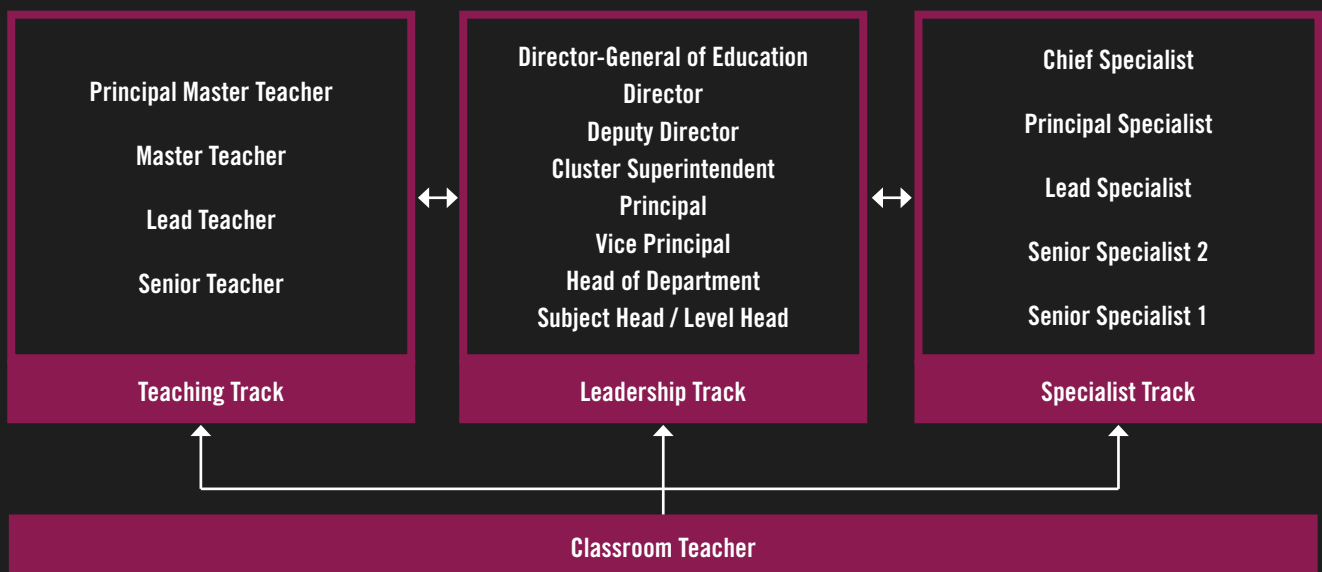 Principal Master Teacher
Master Teacher
Lead Teacher
Senior Teacher
Teaching Track
Director-General of Education
Director
Deputy Director
Cluster Superintendent
Principal
Vice Principal
Head of Department
Subject Head / Level Head
Leadership Track
Chief Specialist
Principal Specialist
Lead Specialist
Senior Specialist 2
Senior Specialist 1
Specialist Track
Classroom Teacher